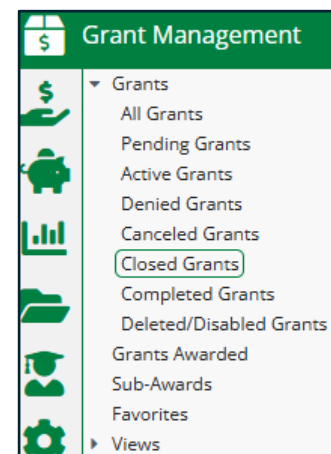 Grant Management
Grants
All Grants
Pending Grants
Active Grants
Denied Grants
Canceled Grants
Closed Grants
Completed Grants
Deleted/Disabled Grants
Grants Awarded
Sub-Awards
Favorites
Views